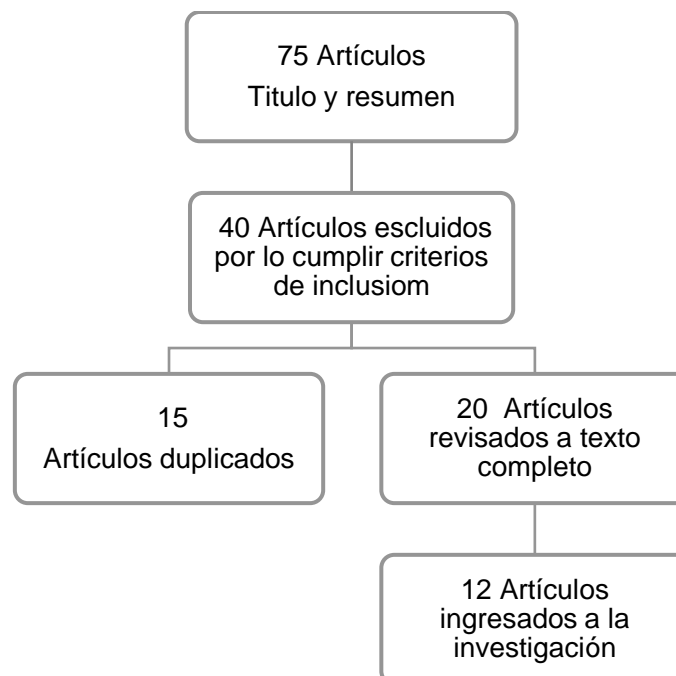 75 Artículos
Titulo y resumen
40 Artículos escluidos
por lo cumplir criterios
de inclusiom
15
Artículos duplicados
20 Artículos
revisados a texto
completo
12 Artículos
ingresados a la
investigación